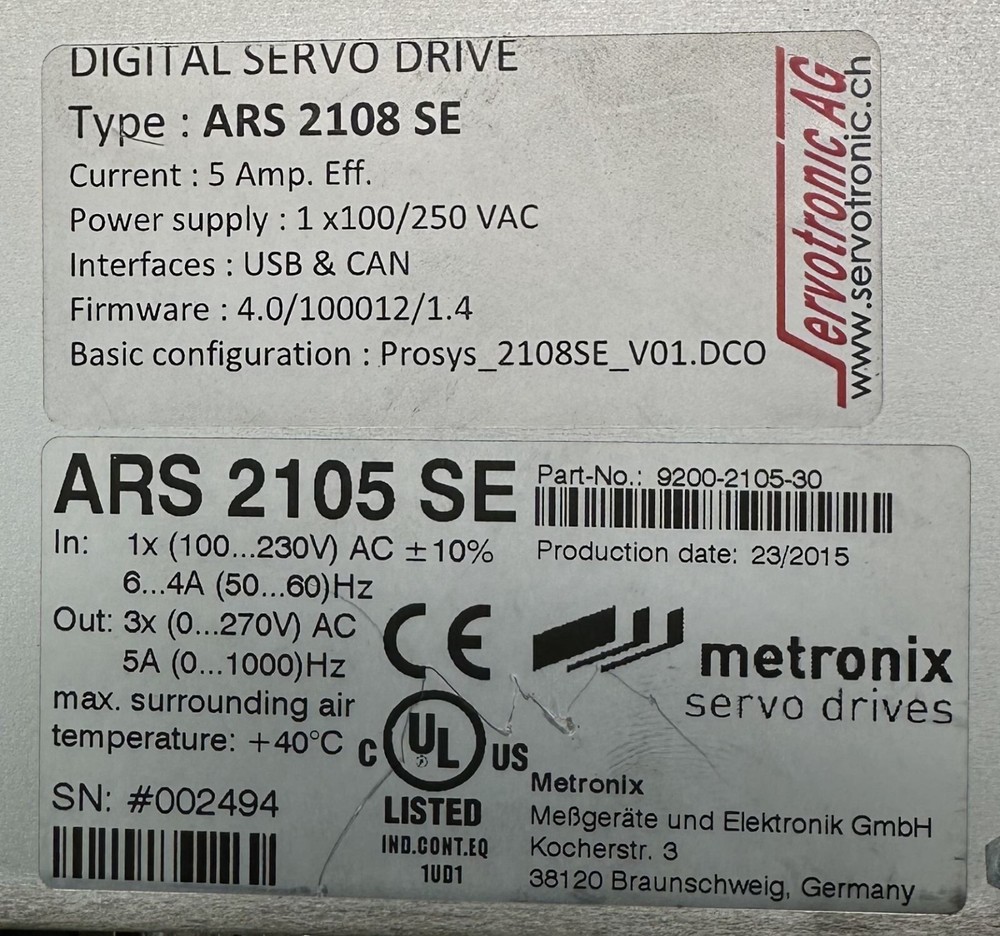 DIGITAL SERVO DRIVE
Type : ARS 2108 SE
Current : 5 Amp. Eff.
Power supply : 1 x100/250 VAC
Interfaces : USB & CAN
Firmware : 4.0/100012/1.4
Basic configuration : Prosys_2108SE_V01.DCO
Servotronic AG
www.servotronic.ch
ARS 2105 SE
Part-No.: 9200-2105-30
In: 1x (100...230V) AC ±10%
6...4A (50...60)Hz
Out: 3x (0...270V) AC
5A (0...1000)Hz
max. surrounding air
temperature: +40°C
SN: #002494
Production date: 23/2015
CE
C UL US
LISTED
IND.CONT.EQ
1UD1
metronix
servo drives
Metronix
Meßgeräte und Elektronik GmbH
Kocherstr. 3
38120 Braunschweig, Germany